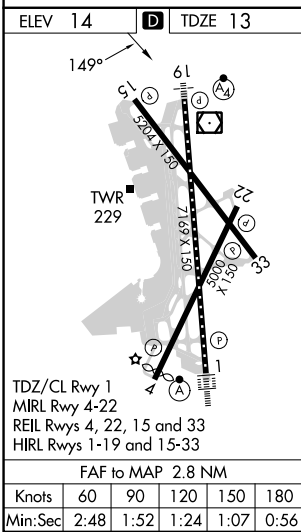 ELEV 14 D TDZE 13
149°
15
19
P
P
A4
5204 X 150
TWR
229
22
7169 X 150
P
5000
X 150
33
P
P
4
A
1
TDZ/CL Rwy 1
MIRL Rwy 4-22
REIL Rwys 4, 22, 15 and 33
HIRL Rwys 1-19 and 15-33
FAF to MAP 2.8 NM
Knots 60 90 120 150 180
Min:Sec 2:48 1:52 1:24 1:07 0:56